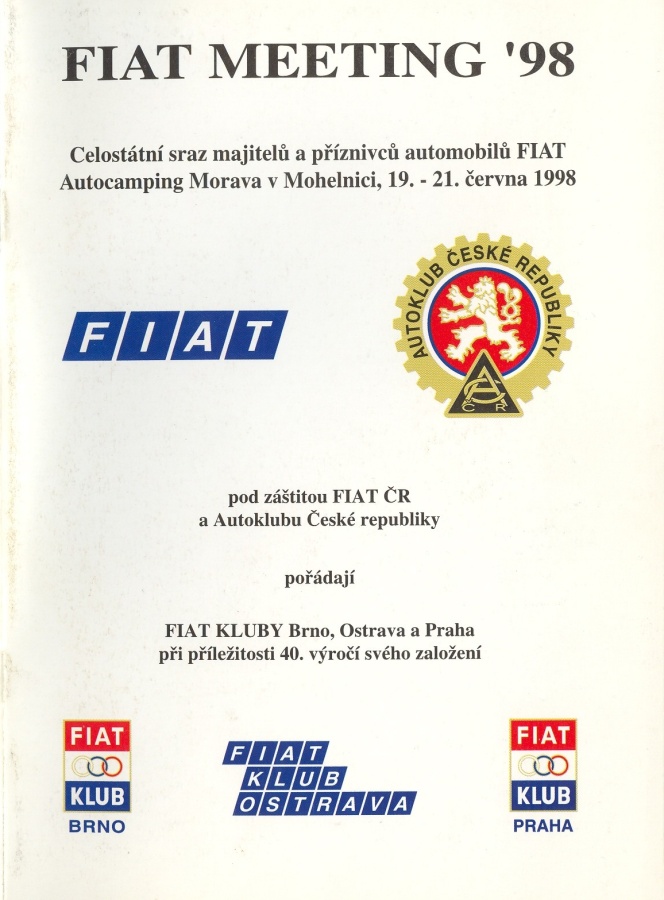 FIAT MEETING '98
Celostátní sraz majitelů a příznivců automobilů FIAT
Autocamping Morava v Mohelnici, 19. - 21. června 1998
FIAT
AUTOKLUB ČESKÉ REPUBLIKY
AC
ČR
pod záštitou FIAT ČR
a Autoklubu České republiky
pořádají
FIAT KLUBY Brno, Ostrava a Praha
při příležitosti 40. výročí svého založení
FIAT
KLUB
BRNO
FIAT
KLUB
OSTRAVA
FIAT
KLUB
PRAHA